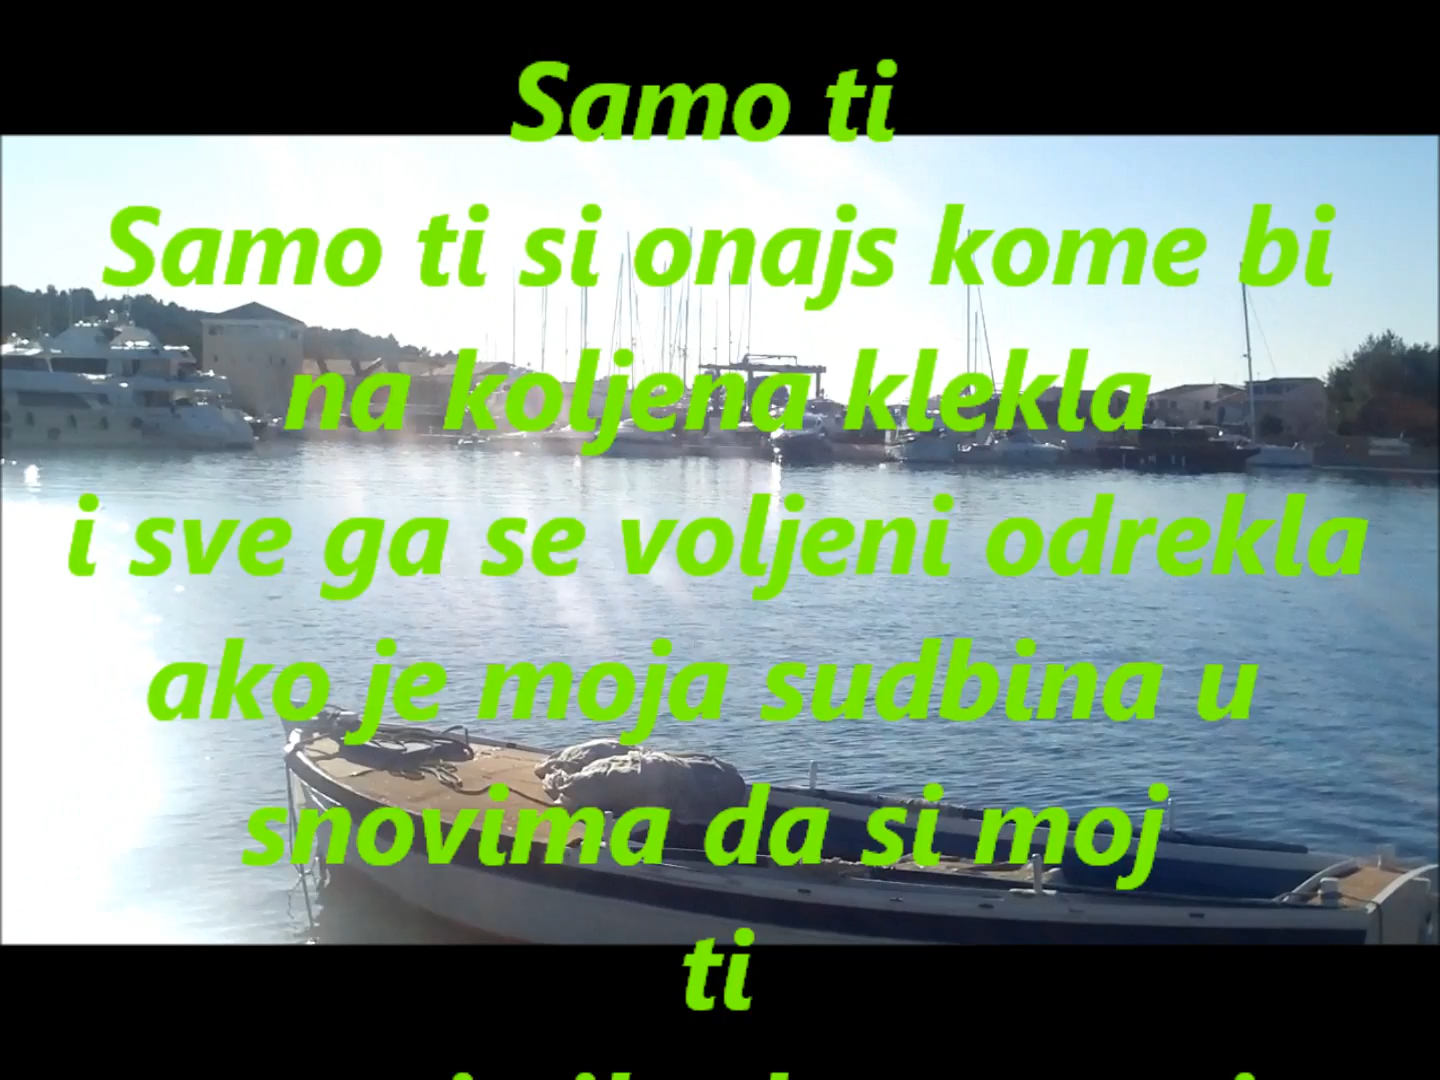 Samo ti
Samo ti si onajs kome bi
na koljena klekla
i sve ga se voljeni odrekla
ako je moja sudbina u
snovima da si moj
ti